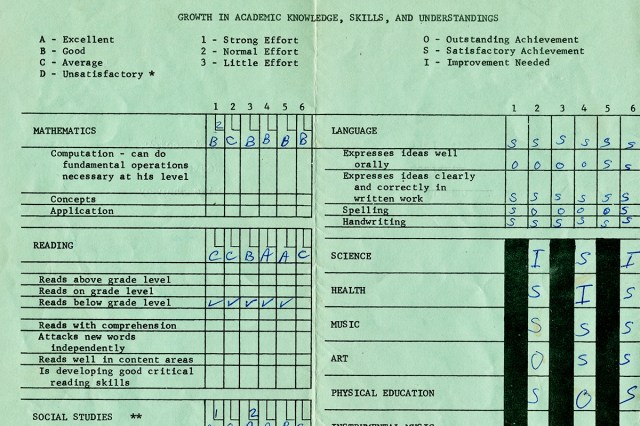 GROWTH IN ACADEMIC KNOWLEDGE, SKILLS, AND UNDERSTANDINGS
A - Excellent
B - Good
C - Average
D - Unsatisfactory *
1 - Strong Effort
2 - Normal Effort
3 - Little Effort
O - Outstanding Achievement
S - Satisfactory Achievement
I - Improvement Needed
1 2 3 4 5 6
2
MATHEMATICS B C B B B B
Computation - can do
fundamental operations
necessary at his level
Concepts
Application
READING C C B A A C
Reads above grade level
Reads on grade level
Reads below grade level ✓ ✓ ✓ ✓ ✓
Reads with comprehension
Attacks new words
independently
Reads well in content areas
Is developing good critical
reading skills
SOCIAL STUDIES ** 1 2
1 2 3 4 5 6
LANGUAGE S S S S S S
Expresses ideas well
orally O O O O S S
Expresses ideas clearly
and correctly in
written work S S S S S S
Spelling S O O O O S
Handwriting S S S S S S
SCIENCE I S I
HEALTH S I S
MUSIC S S S
ART O S S
PHYSICAL EDUCATION S O S
INSTRUMENTAL MUSIC